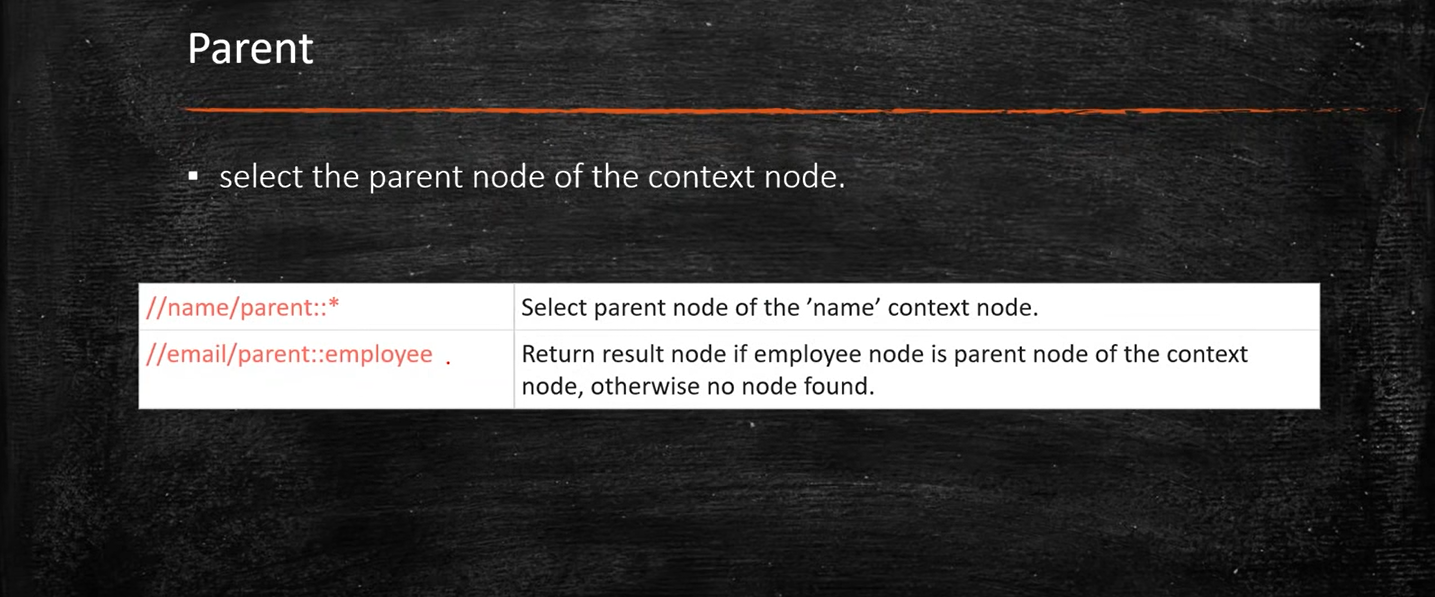 Parent
▪ select the parent node of the context node.
//name/parent::*
Select parent node of the ’name’ context node.
//email/parent::employee .
Return result node if employee node is parent node of the context
node, otherwise no node found.